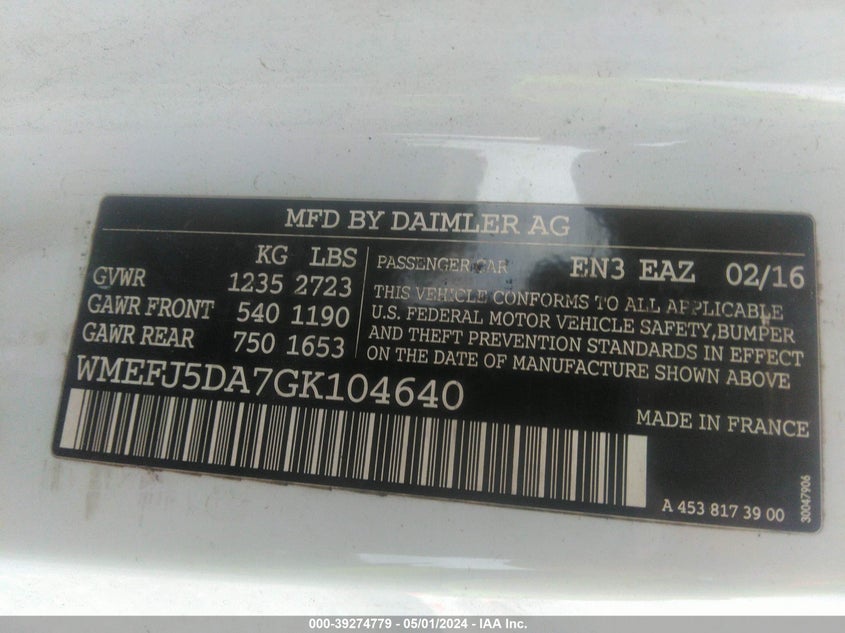 MFD BY DAIMLER AG
KG LBS
GVWR 1235 2723
GAWR FRONT 540 1190
GAWR REAR 750 1653
PASSENGER CAR EN3 EAZ 02/16
THIS VEHICLE CONFORMS TO ALL APPLICABLE
U.S. FEDERAL MOTOR VEHICLE SAFETY,BUMPER
AND THEFT PREVENTION STANDARDS IN EFFECT
ON THE DATE OF MANUFACTURE SHOWN ABOVE
WMEFJ5DA7GK104640
MADE IN FRANCE
A 453 817 39 00
30047906
000-39274779 - 05/01/2024 - IAA Inc.